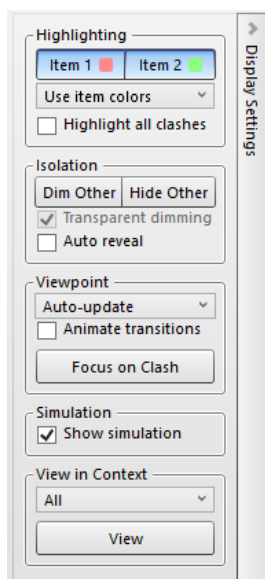 Highlighting
Item 1 Item 2
Use item colors
Highlight all clashes
Isolation
Dim Other Hide Other
Transparent dimming
Auto reveal
Viewpoint
Auto-update
Animate transitions
Focus on Clash
Simulation
Show simulation
View in Context
All
View
Display Settings